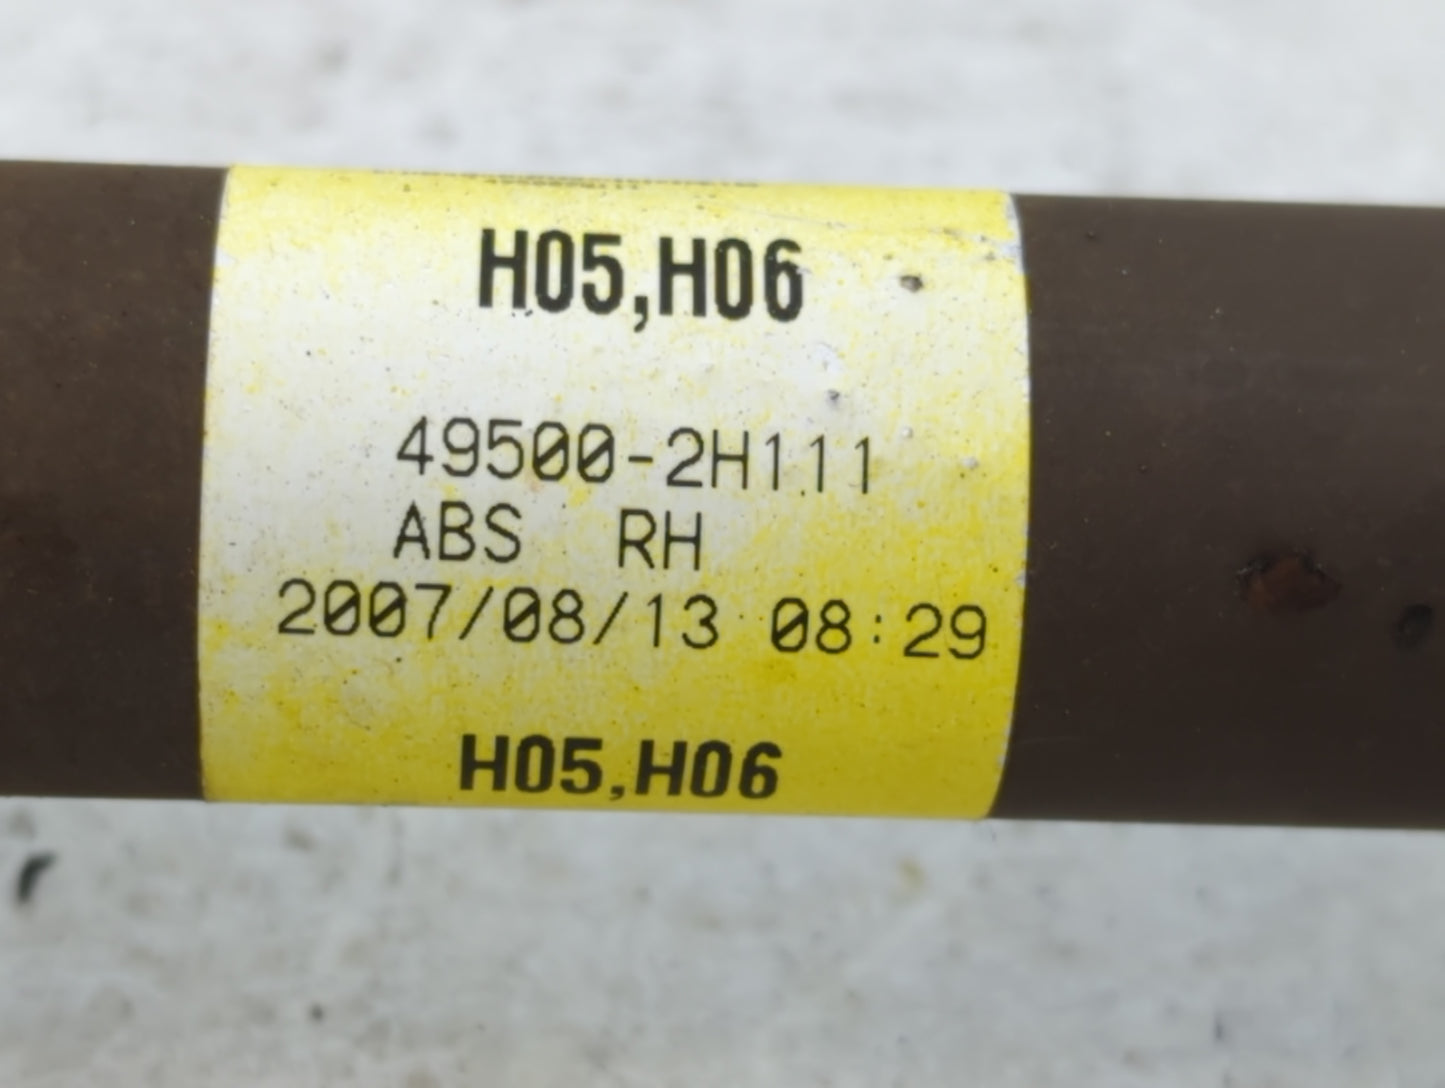 H05,H06
49500-2H111
ABS RH
2007/08/13 08:29
H05,H06